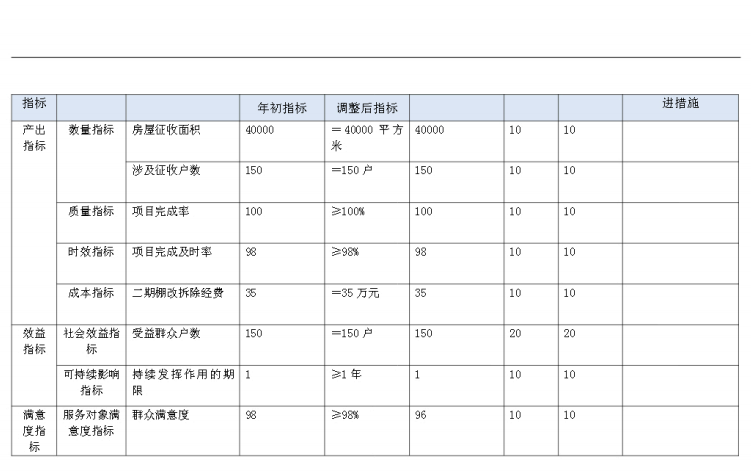 指标 年初指标 调整后指标 进措施
产出 数量指标 房屋征收面积 40000 ＝40000 平方 40000 10 10
指标 米
涉及征收户数 150 ＝150 户 150 10 10
质量指标 项目完成率 100 ≥100% 100 10 10
时效指标 项目完成及时率 98 ≥98% 98 10 10
成本指标 二期棚改拆除经费 35 ＝35 万元 35 10 10
效益 社会效益指 受益群众户数 150 ＝150 户 150 20 20
指标 标
可持续影响 持续发挥作用的期 1 ≥1 年 1 10 10
指标 限
满意 服务对象满 群众满意度 98 ≥98% 96 10 10
度指 意度指标
标